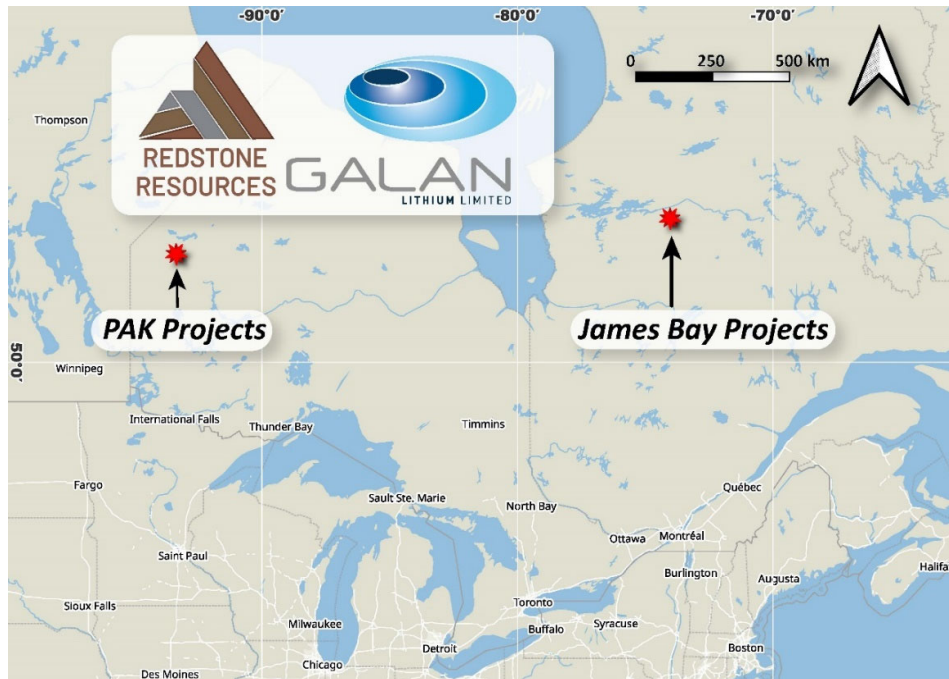 -90°0'
-80°0'
-70°0'
0 250 500 km
Thompson
REDSTONE
RESOURCES
GALAN
LITHIUM LIMITED
PAK Projects
James Bay Projects
50°0'
Winnipeg
International Falls
Thunder Bay
Timmins
Fargo
Sault Ste. Marie
North Bay
Québec
Saint Paul
Ottawa
Montréal
Burlington
Augusta
Halifa
Sioux Falls
Milwaukee
Toronto
Buffalo
Syracuse
Detroit
Boston
Chicago
Des Moines